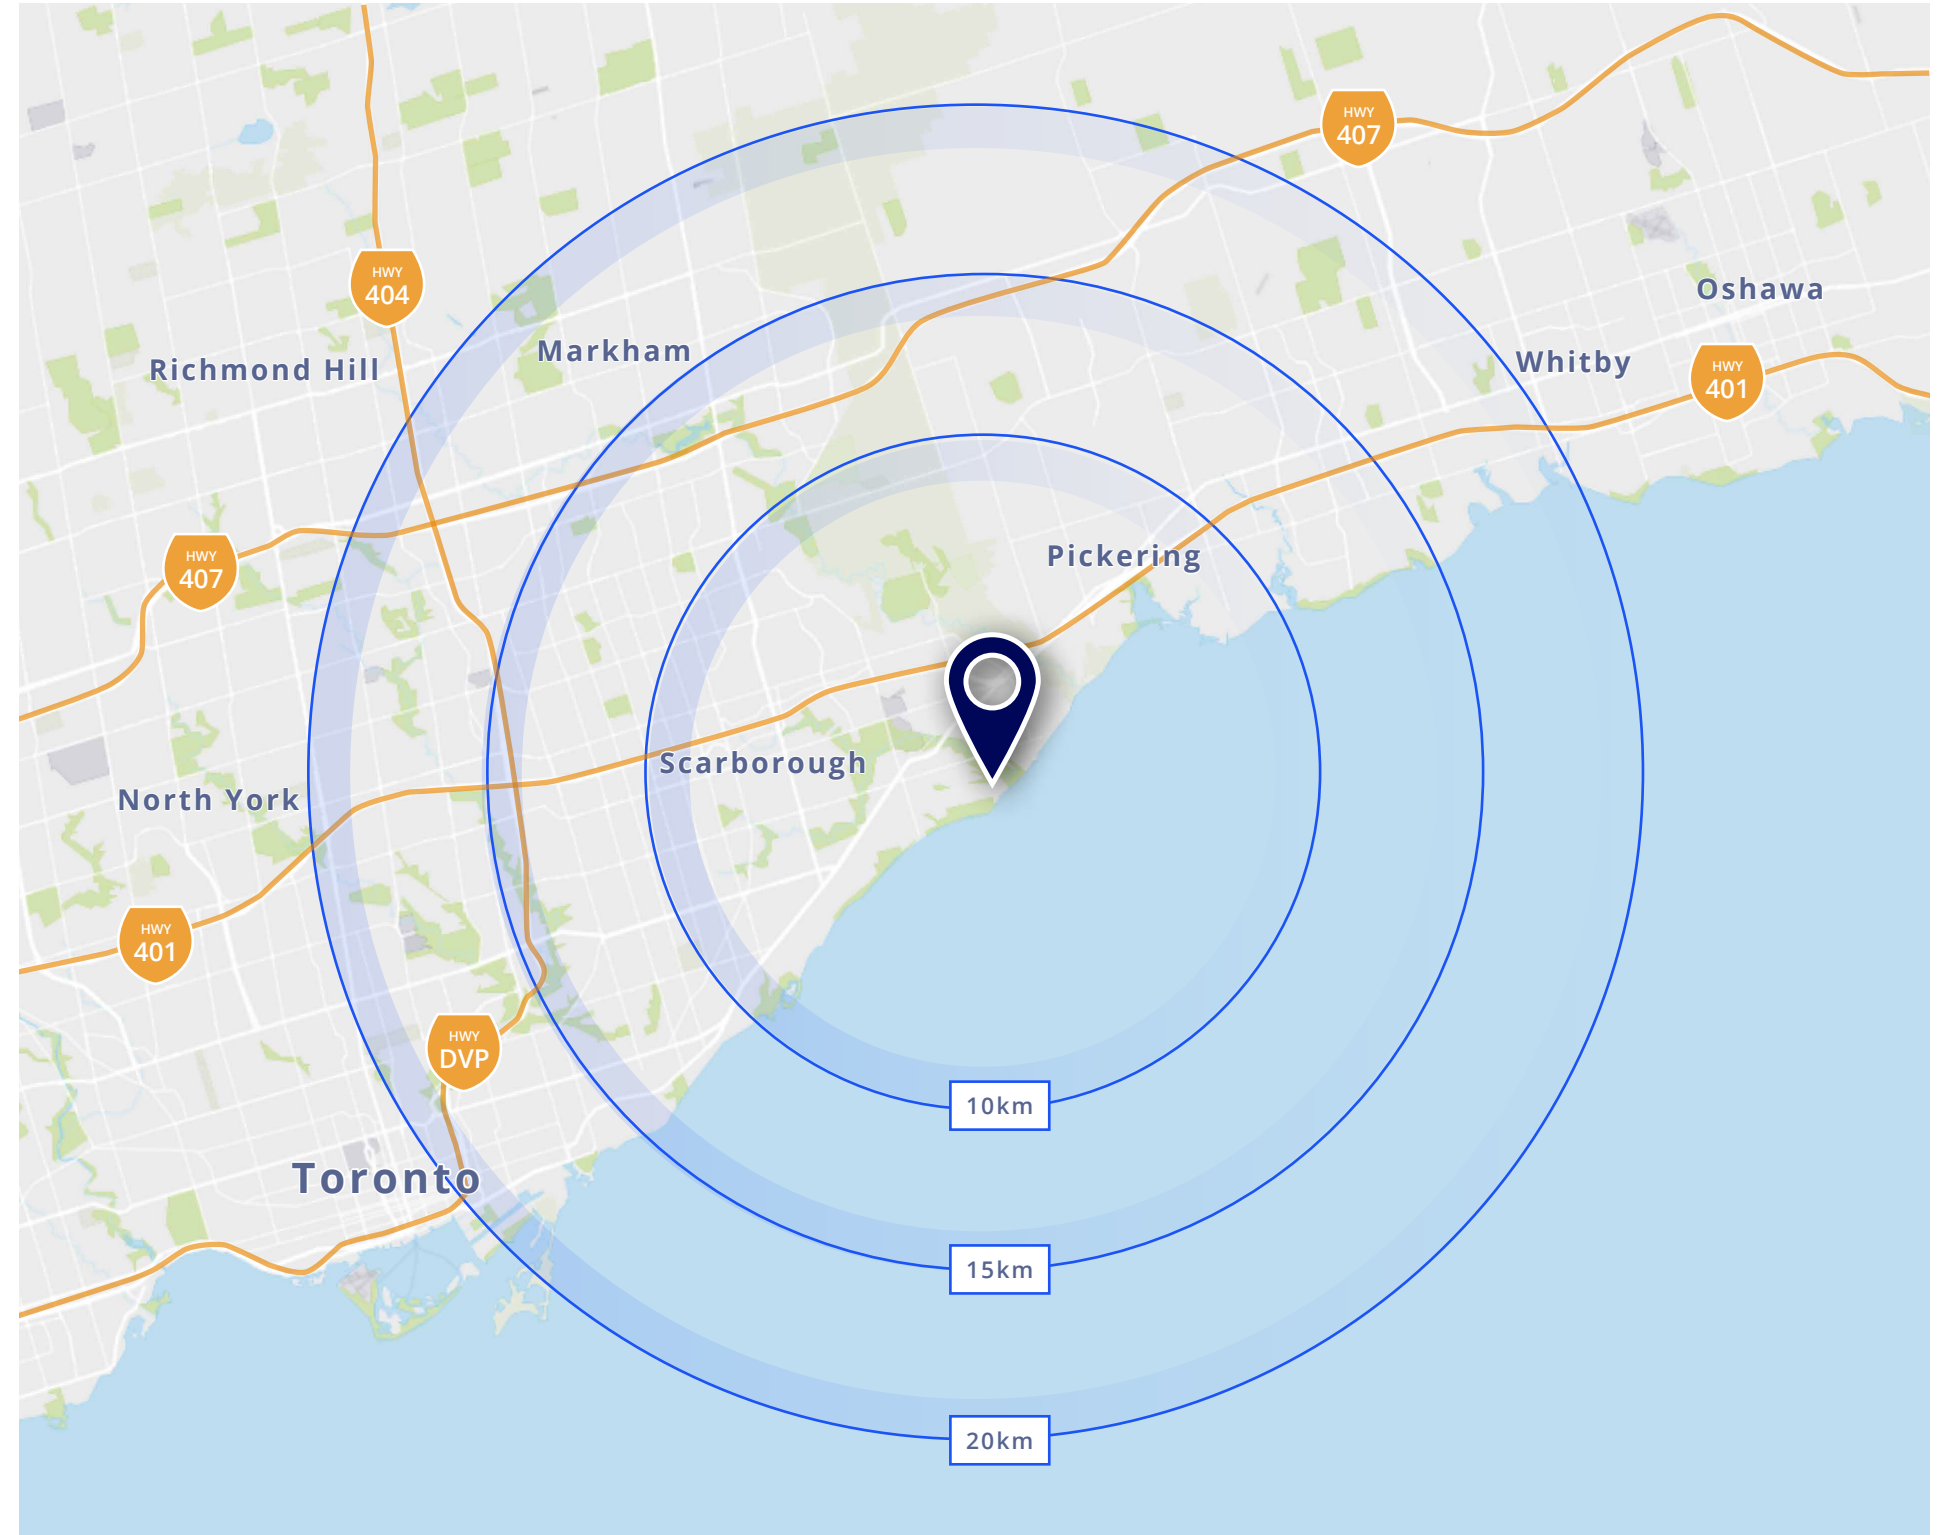 HWY
407
HWY
404
Oshawa
Markham
Richmond Hill
Whitby
HWY
401
HWY
407
Pickering
Scarborough
North York
HWY
401
HWY
DVP
10km
Toronto
15km
20km